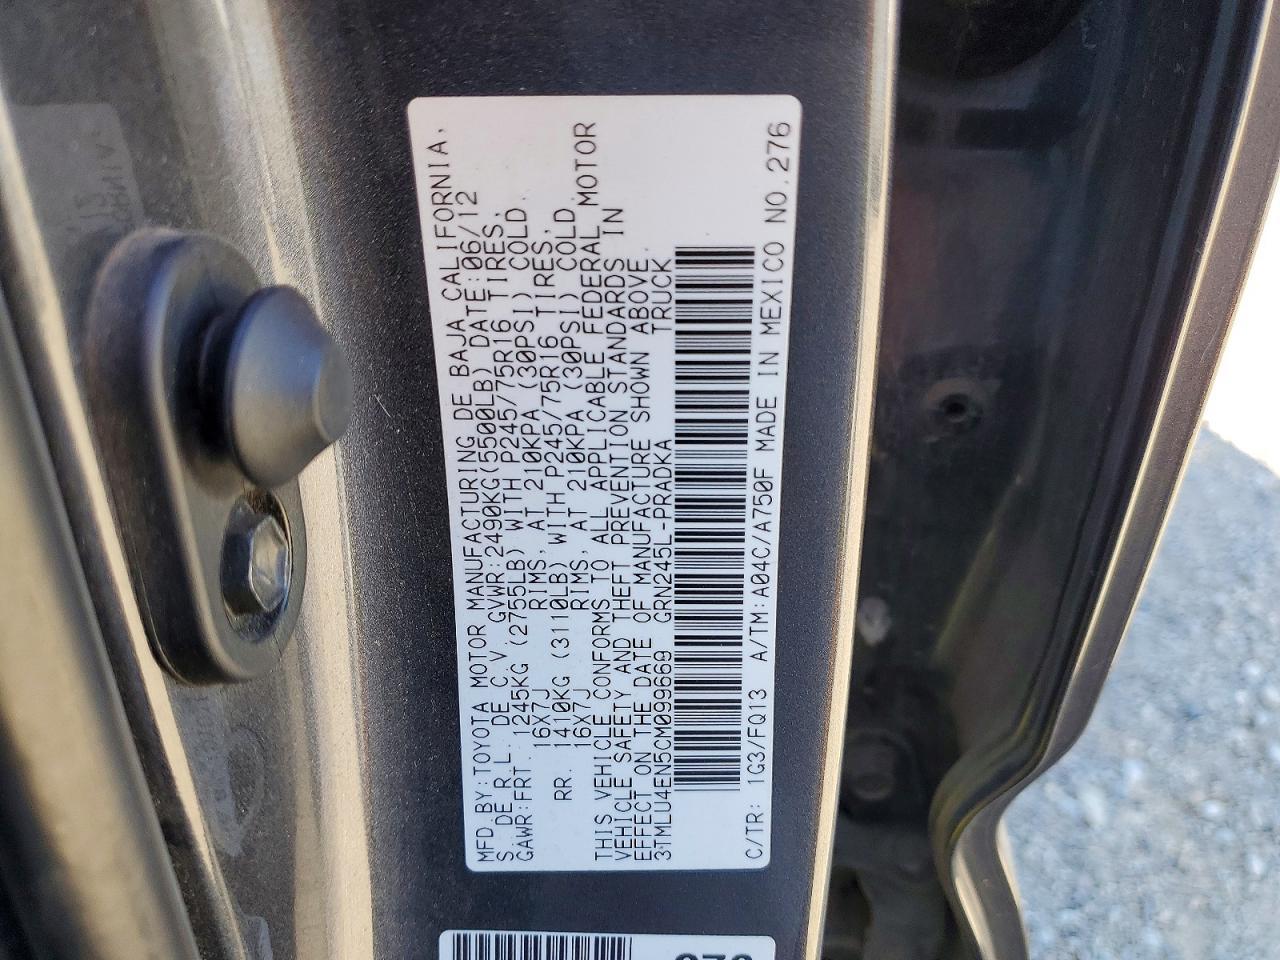 MFD. BY: TOYOTA MOTOR MANUFACTURING DE BAJA CALIFORNIA,
S. DE R.L. DE C.V. GVWR: 2490KG(5500LB) DATE: 06/12
GAWR: FRT. 1245KG (2755LB) WITH P245/75R16 TIRES,
16X7J RIMS, AT 210KPA (30PSI) COLD.
RR. 1410KG (3110LB) WITH P245/75R16 TIRES,
16X7J RIMS, AT 210KPA (30PSI) COLD.
THIS VEHICLE CONFORMS TO ALL APPLICABLE FEDERAL MOTOR
VEHICLE SAFETY AND THEFT PREVENTION STANDARDS IN
EFFECT ON THE DATE OF MANUFACTURE SHOWN ABOVE.
3TMLU4EN5CM099669 GRN245L-PRADKA TRUCK
C/TR: 1G3/FQ13 A/TM: A04C/A750F MADE IN MEXICO NO. 276